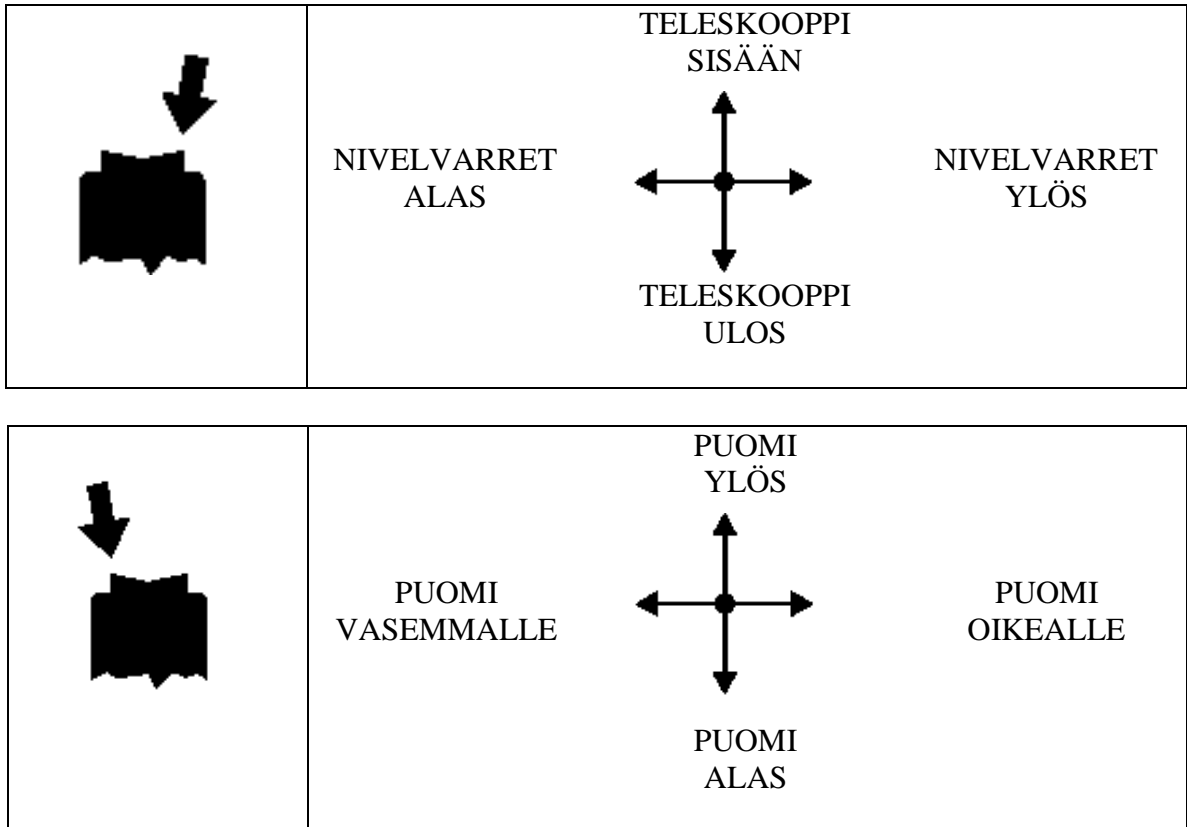 TELESKOOPPI
SISÄÄN
NIVELVARRET
ALAS
NIVELVARRET
YLÖS
TELESKOOPPI
ULOS
PUOMI
YLÖS
PUOMI
VASEMMALLE
PUOMI
OIKEALLE
PUOMI
ALAS